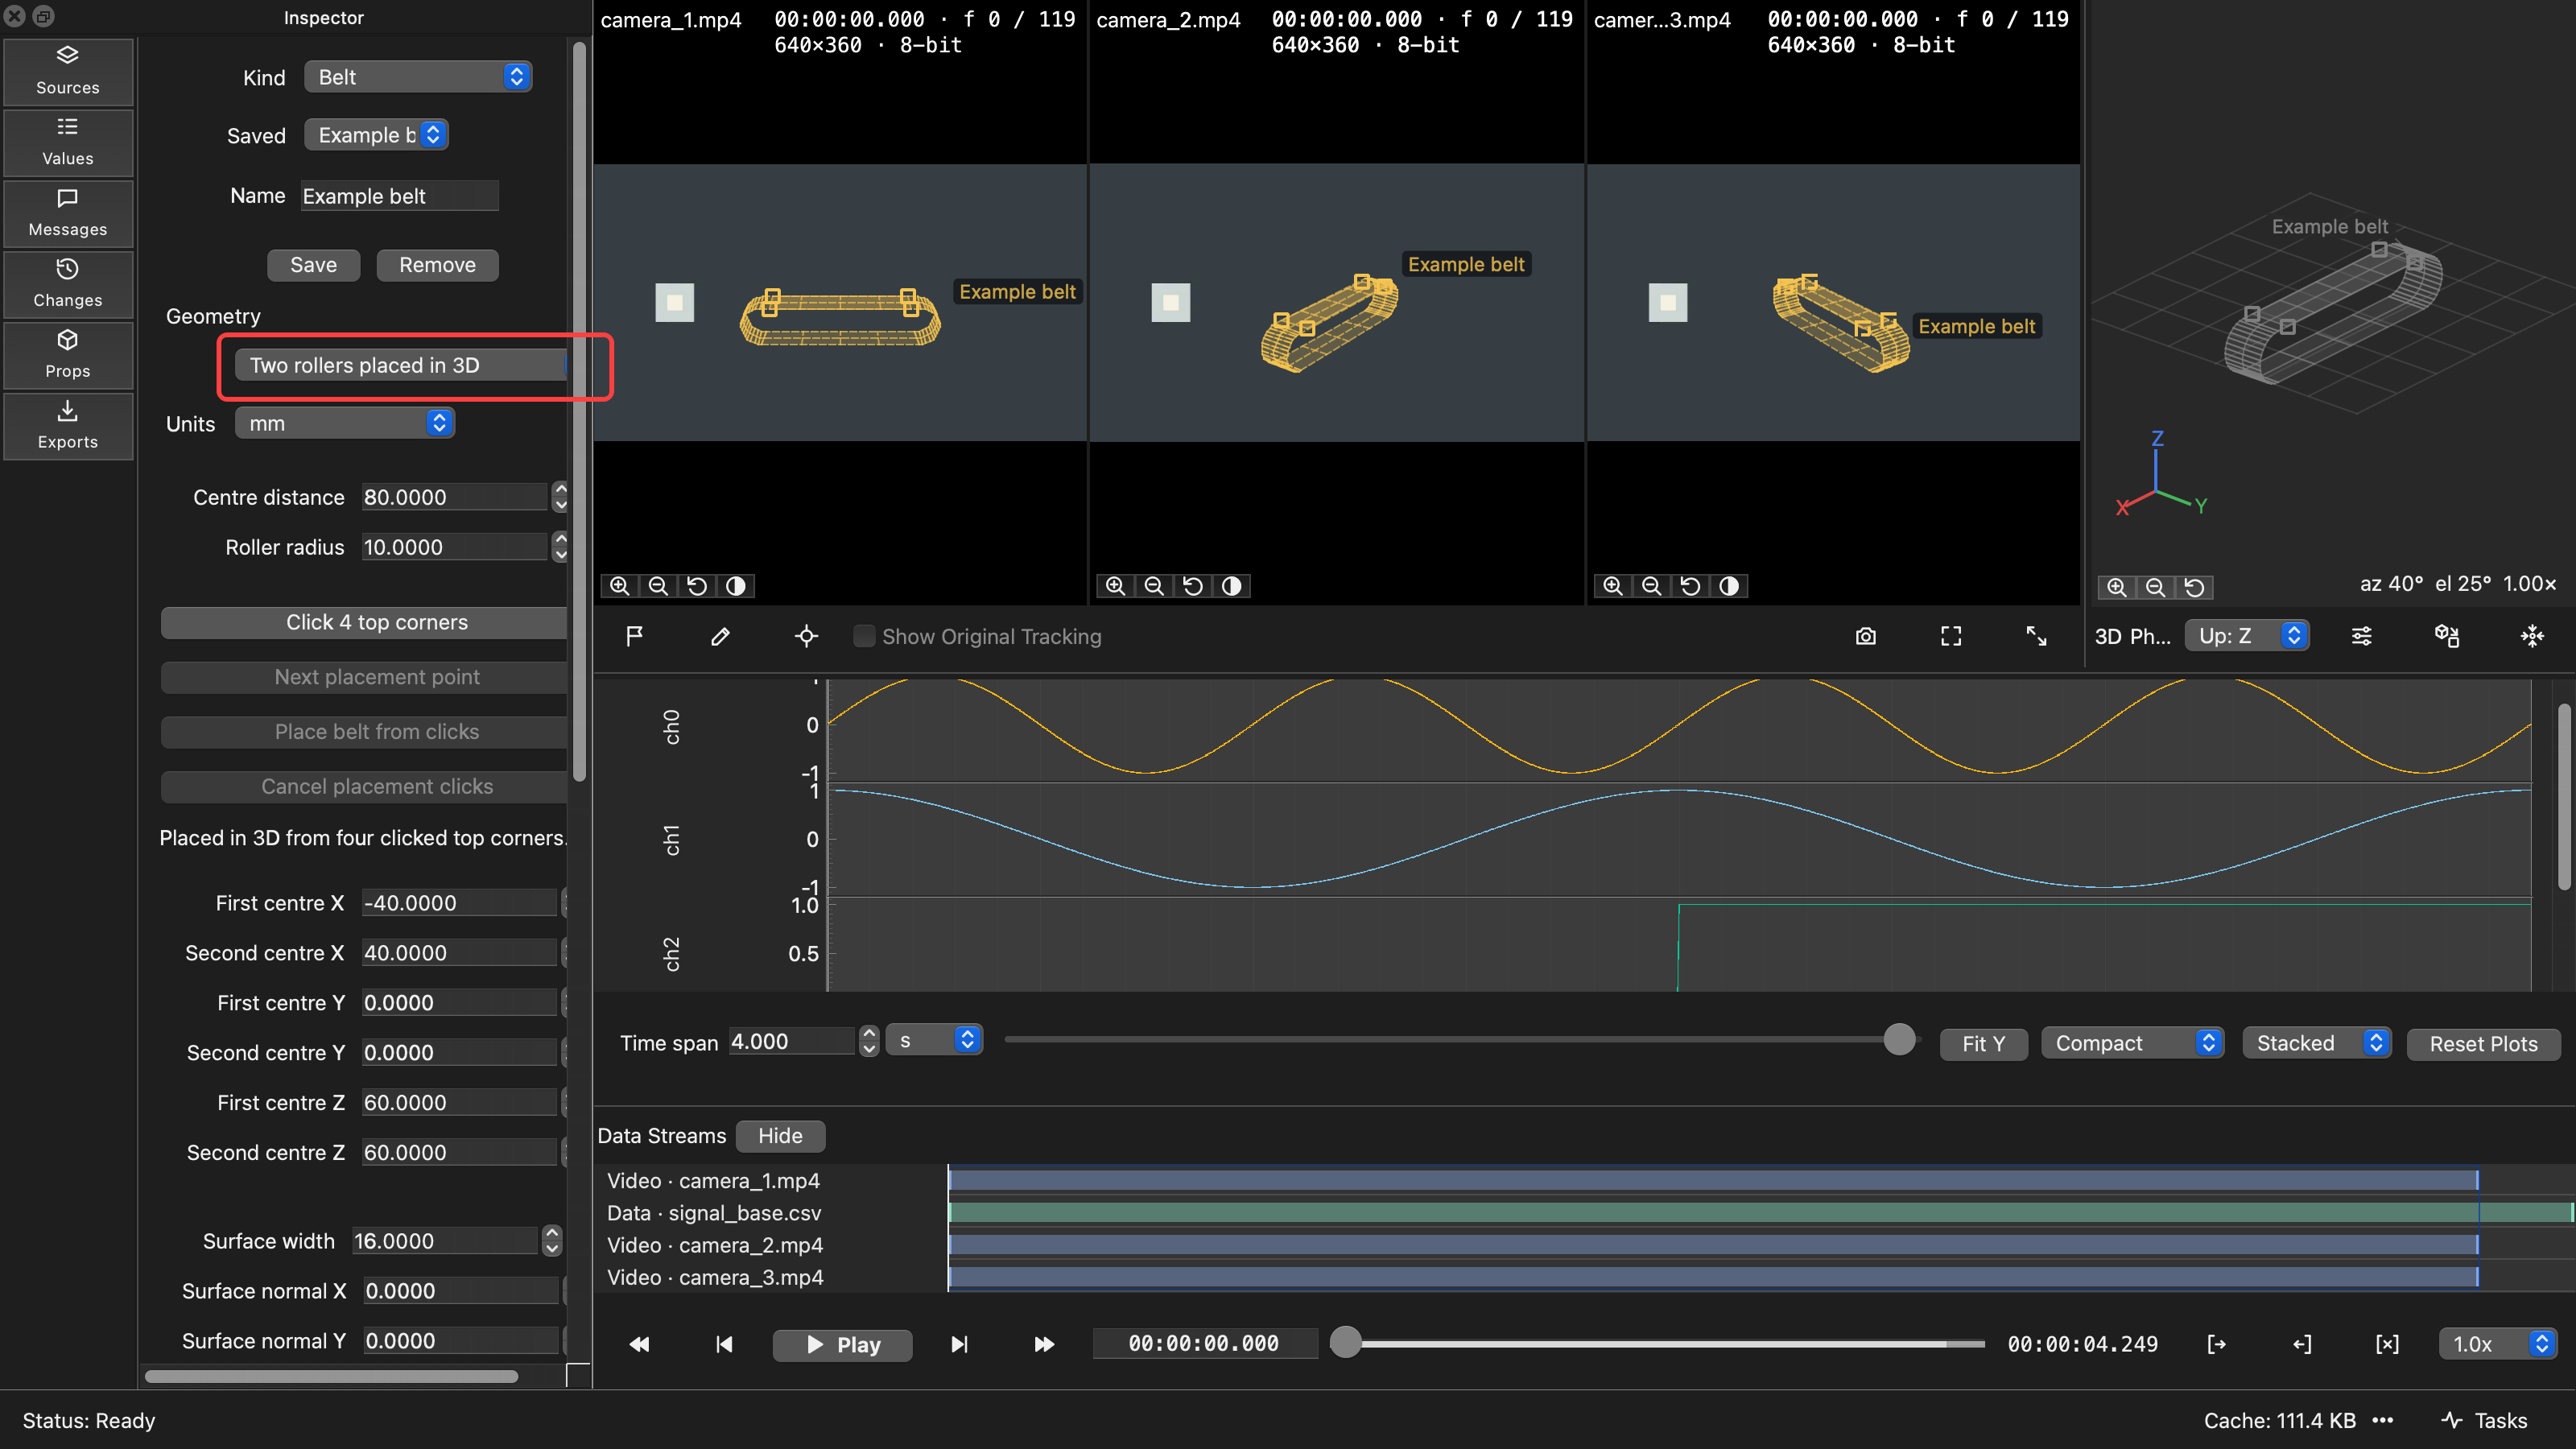 Inspector
Sources
Values
Messages
Changes
Props
Exports
Kind Belt
Saved Example b
Name Example belt
Save Remove
Geometry
Two rollers placed in 3D
Units mm
Centre distance 80.0000
Roller radius 10.0000
Click 4 top corners
Next placement point
Place belt from clicks
Cancel placement clicks
Placed in 3D from four clicked top corners.
First centre X -40.0000
Second centre X 40.0000
First centre Y 0.0000
Second centre Y 0.0000
First centre Z 60.0000
Second centre Z 60.0000
Surface width 16.0000
Surface normal X 0.0000
Surface normal Y 0.0000
camera_1.mp4 00:00:00.000 · f 0 / 119
640×360 · 8-bit
Example belt
camera_2.mp4 00:00:00.000 · f 0 / 119
640×360 · 8-bit
Example belt
camer...3.mp4 00:00:00.000 · f 0 / 119
640×360 · 8-bit
Example belt
Example belt
Z
X
Y
az 40° el 25° 1.00×
Show Original Tracking
3D Ph... Up: Z
ch0
0
-1
ch1
1
0
-1
ch2
1.0
0.5
Time span 4.000 s Fit Y Compact Stacked Reset Plots
Data Streams Hide
Video · camera_1.mp4
Data · signal_base.csv
Video · camera_2.mp4
Video · camera_3.mp4
Play 00:00:00.000 00:00:04.249 1.0x
Status: Ready
Cache: 111.4 KB ••• Tasks